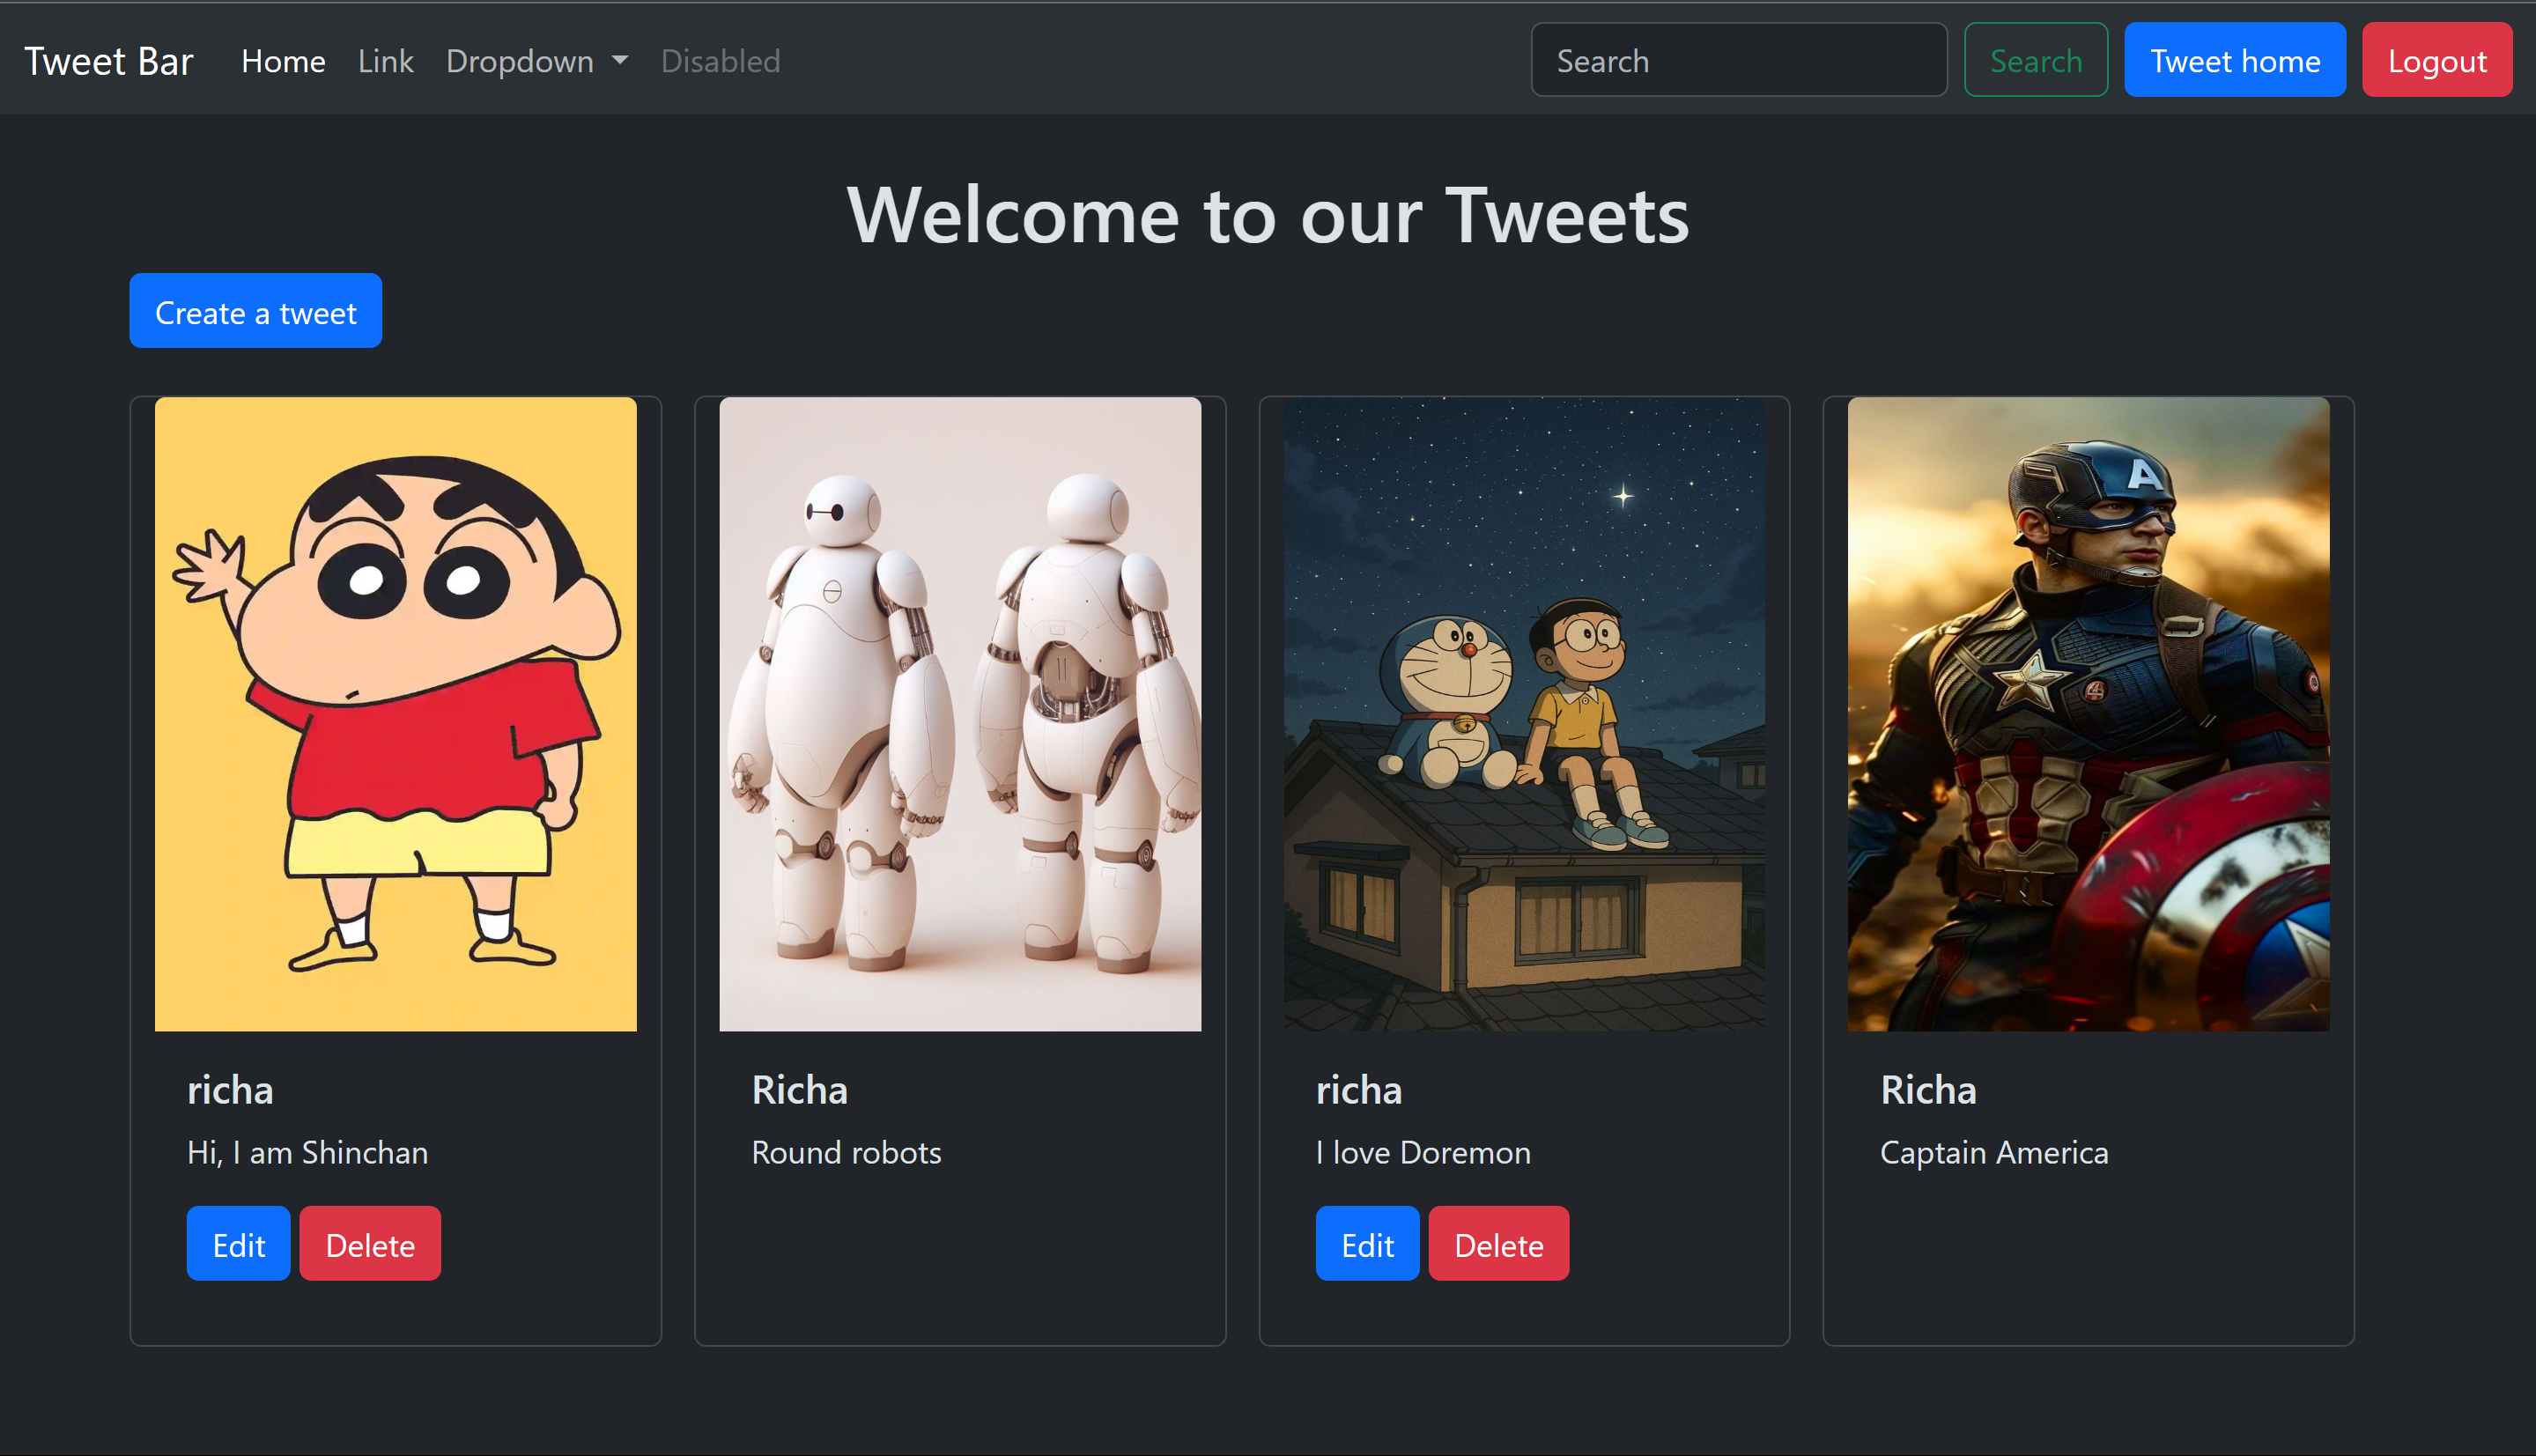 Tweet Bar Home Link Dropdown Disabled Search Search Tweet home Logout
Welcome to our Tweets
Create a tweet
A
richa Richa richa Richa
Hi, I am Shinchan Round robots I love Doremon Captain America
Edit Delete Edit Delete